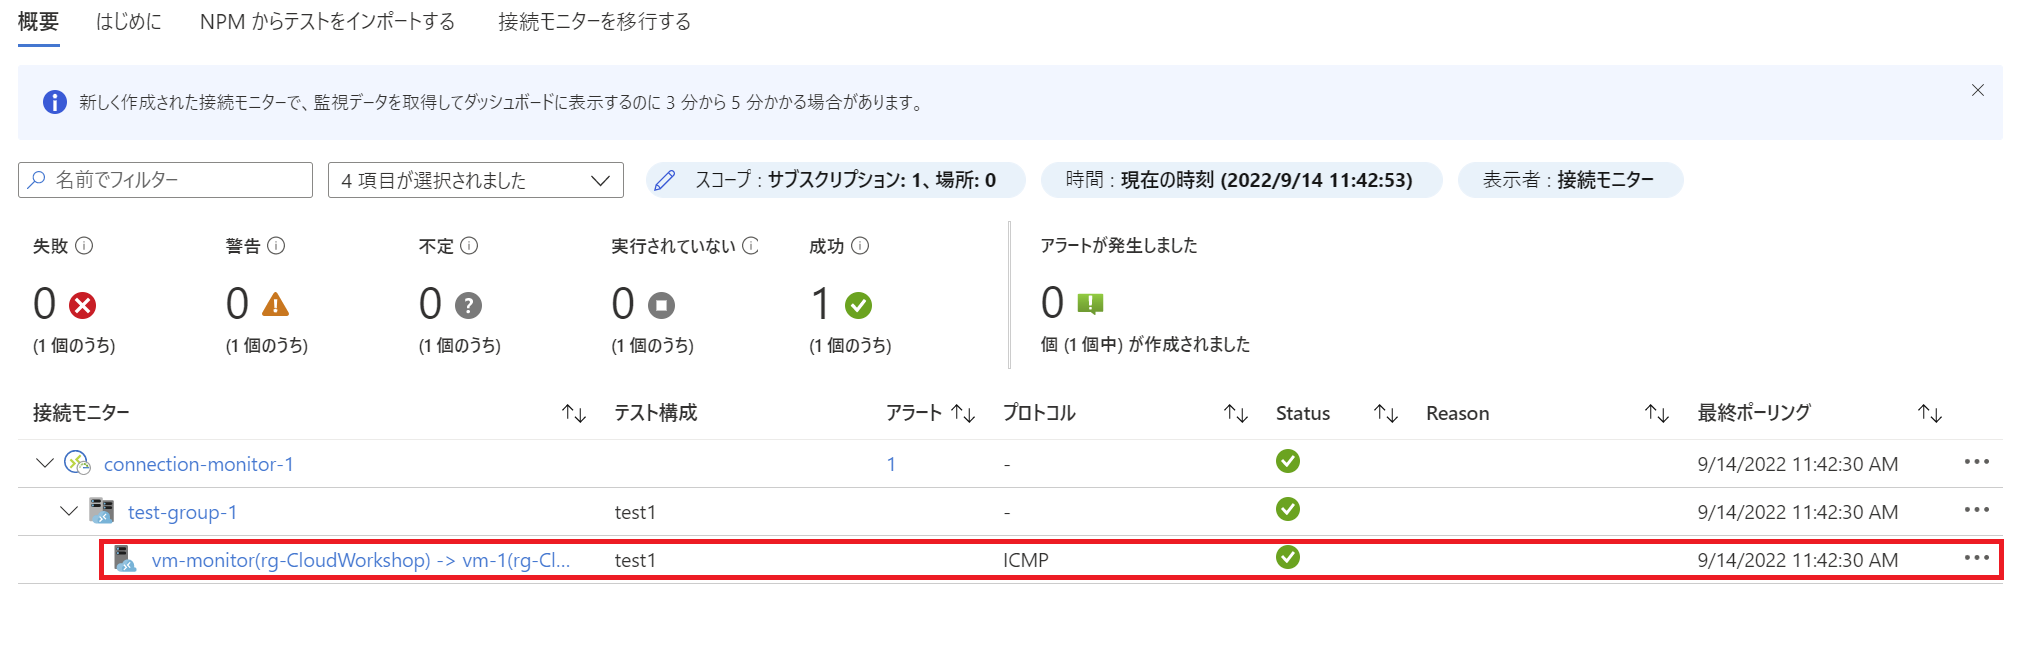 概要 はじめに NPM からテストをインポートする 接続モニターを移行する
新しく作成された接続モニターで、監視データを取得してダッシュボードに表示するのに 3 分から 5 分かかる場合があります。
名前でフィルター 4 項目が選択されました スコープ : サブスクリプション: 1、場所: 0 時間 : 現在の時刻 (2022/9/14 11:42:53) 表示者 : 接続モニター
失敗 警告 不定 実行されていない 成功 アラートが発生しました
0 0 0 0 1 0
(1 個のうち) (1 個のうち) (1 個のうち) (1 個のうち) (1 個のうち) 個 (1 個中) が作成されました
接続モニター テスト構成 アラート プロトコル Status Reason 最終ポーリング
connection-monitor-1 1 - 9/14/2022 11:42:30 AM
test-group-1 test1 - 9/14/2022 11:42:30 AM
vm-monitor(rg-CloudWorkshop) -> vm-1(rg-Cl... test1 ICMP 9/14/2022 11:42:30 AM